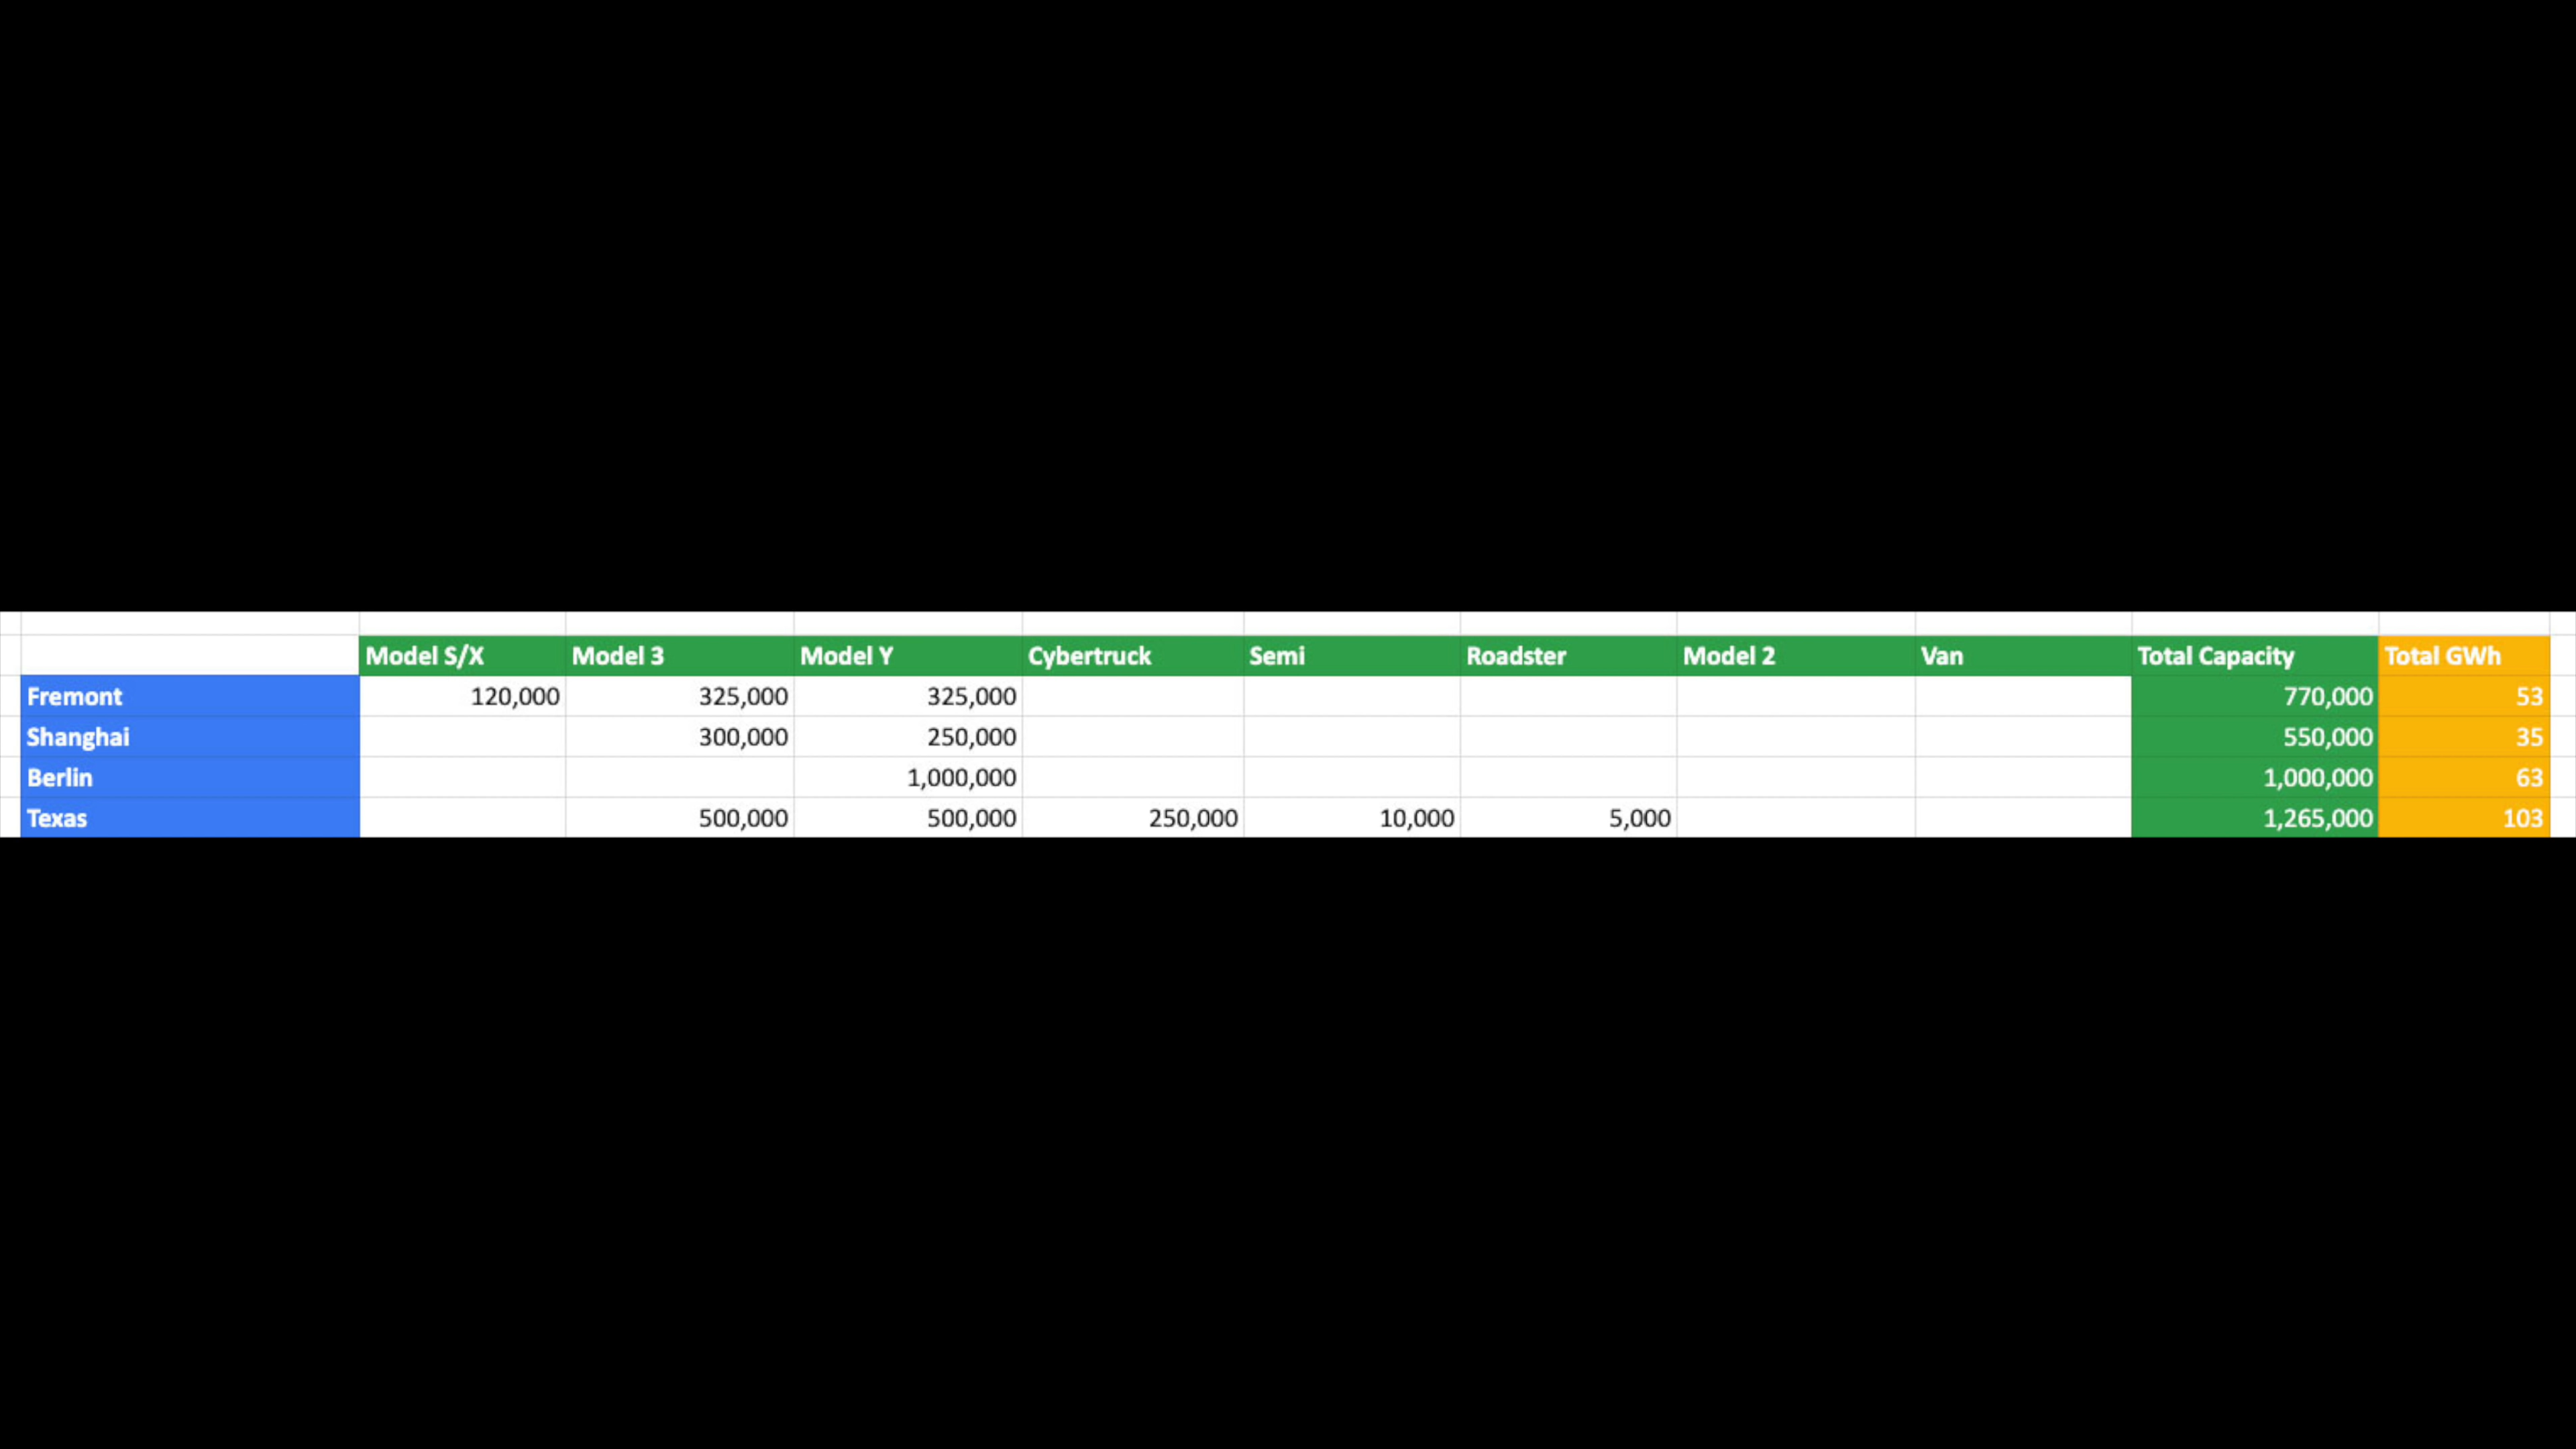 Model S/X Model 3 Model Y Cybertruck Semi Roadster Model 2 Van Total Capacity Total GWh
Fremont 120,000 325,000 325,000 770,000 53
Shanghai 300,000 250,000 550,000 35
Berlin 1,000,000 1,000,000 63
Texas 500,000 500,000 250,000 10,000 5,000 1,265,000 103